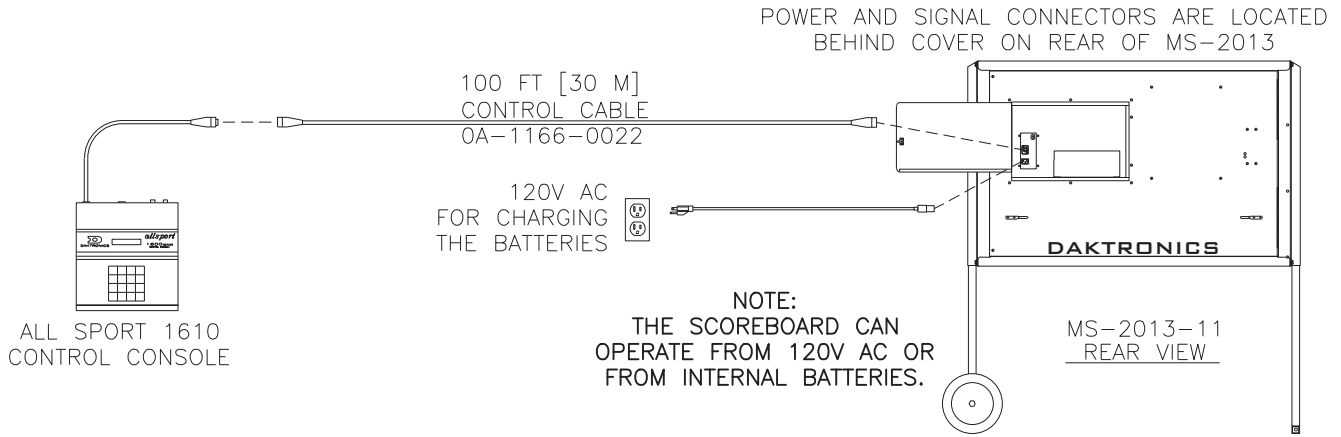 POWER AND SIGNAL CONNECTORS ARE LOCATED
BEHIND COVER ON REAR OF MS-2013
100 FT [30 M]
CONTROL CABLE
0A-1166-0022
120V AC
FOR CHARGING
THE BATTERIES
DAKTRONICS
allsport
DAKTRONICS
ALL SPORT 1610
CONTROL CONSOLE
NOTE:
THE SCOREBOARD CAN
OPERATE FROM 120V AC OR
FROM INTERNAL BATTERIES.
MS-2013-11
REAR VIEW